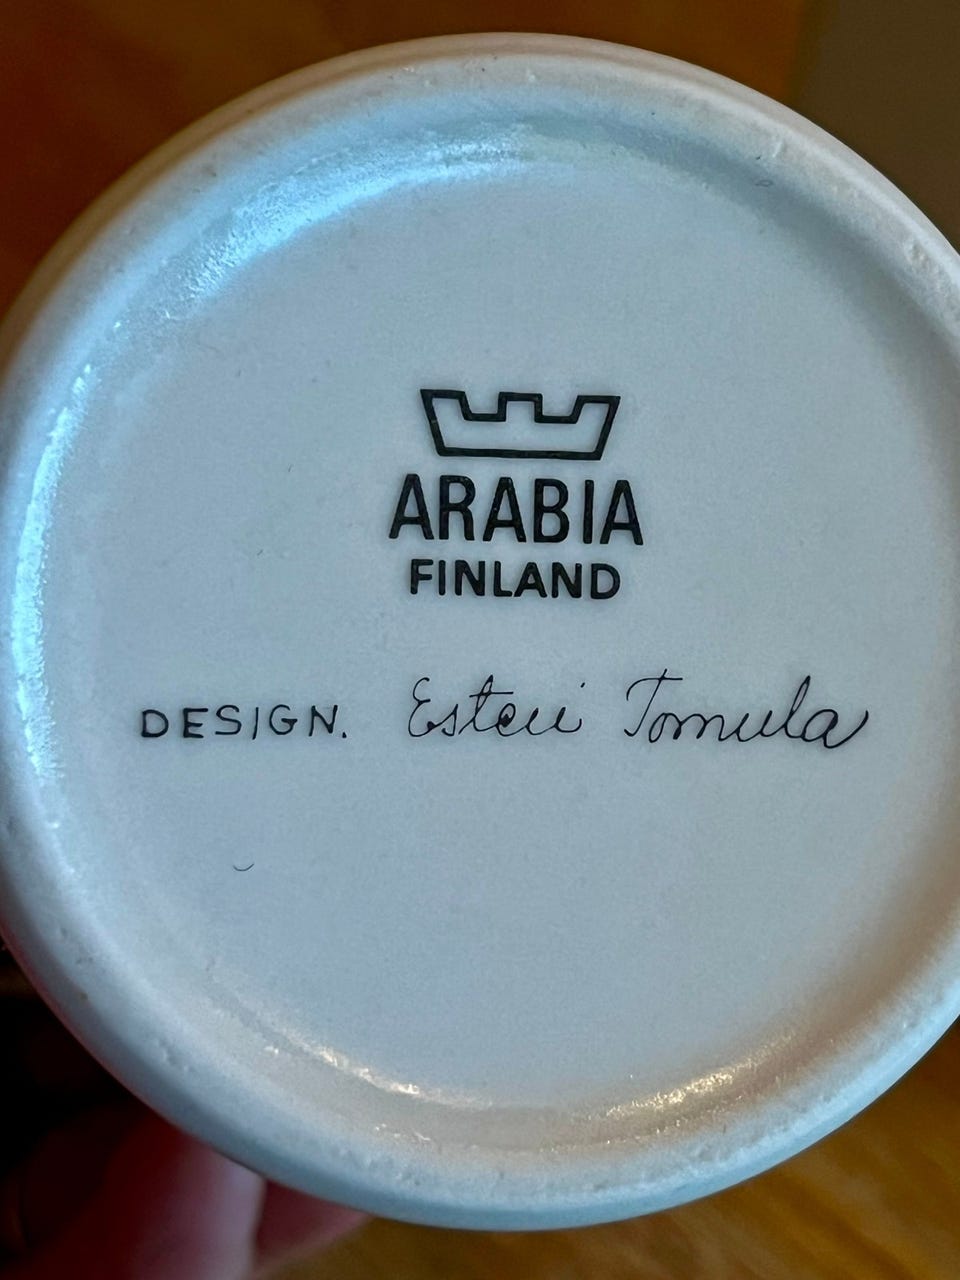 ARABIA
FINLAND
DESIGN. Esteri Tomula